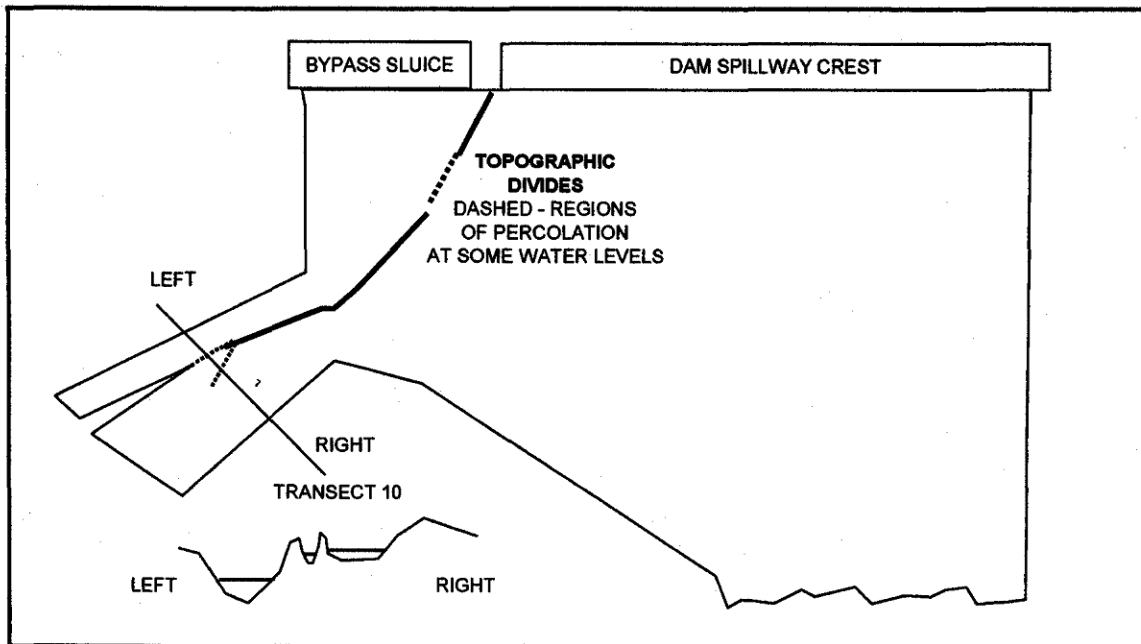 BYPASS SLUICE
DAM SPILLWAY CREST
TOPOGRAPHIC
DIVIDES
DASHED - REGIONS
OF PERCOLATION
AT SOME WATER LEVELS
LEFT
RIGHT
TRANSECT 10
LEFT
RIGHT